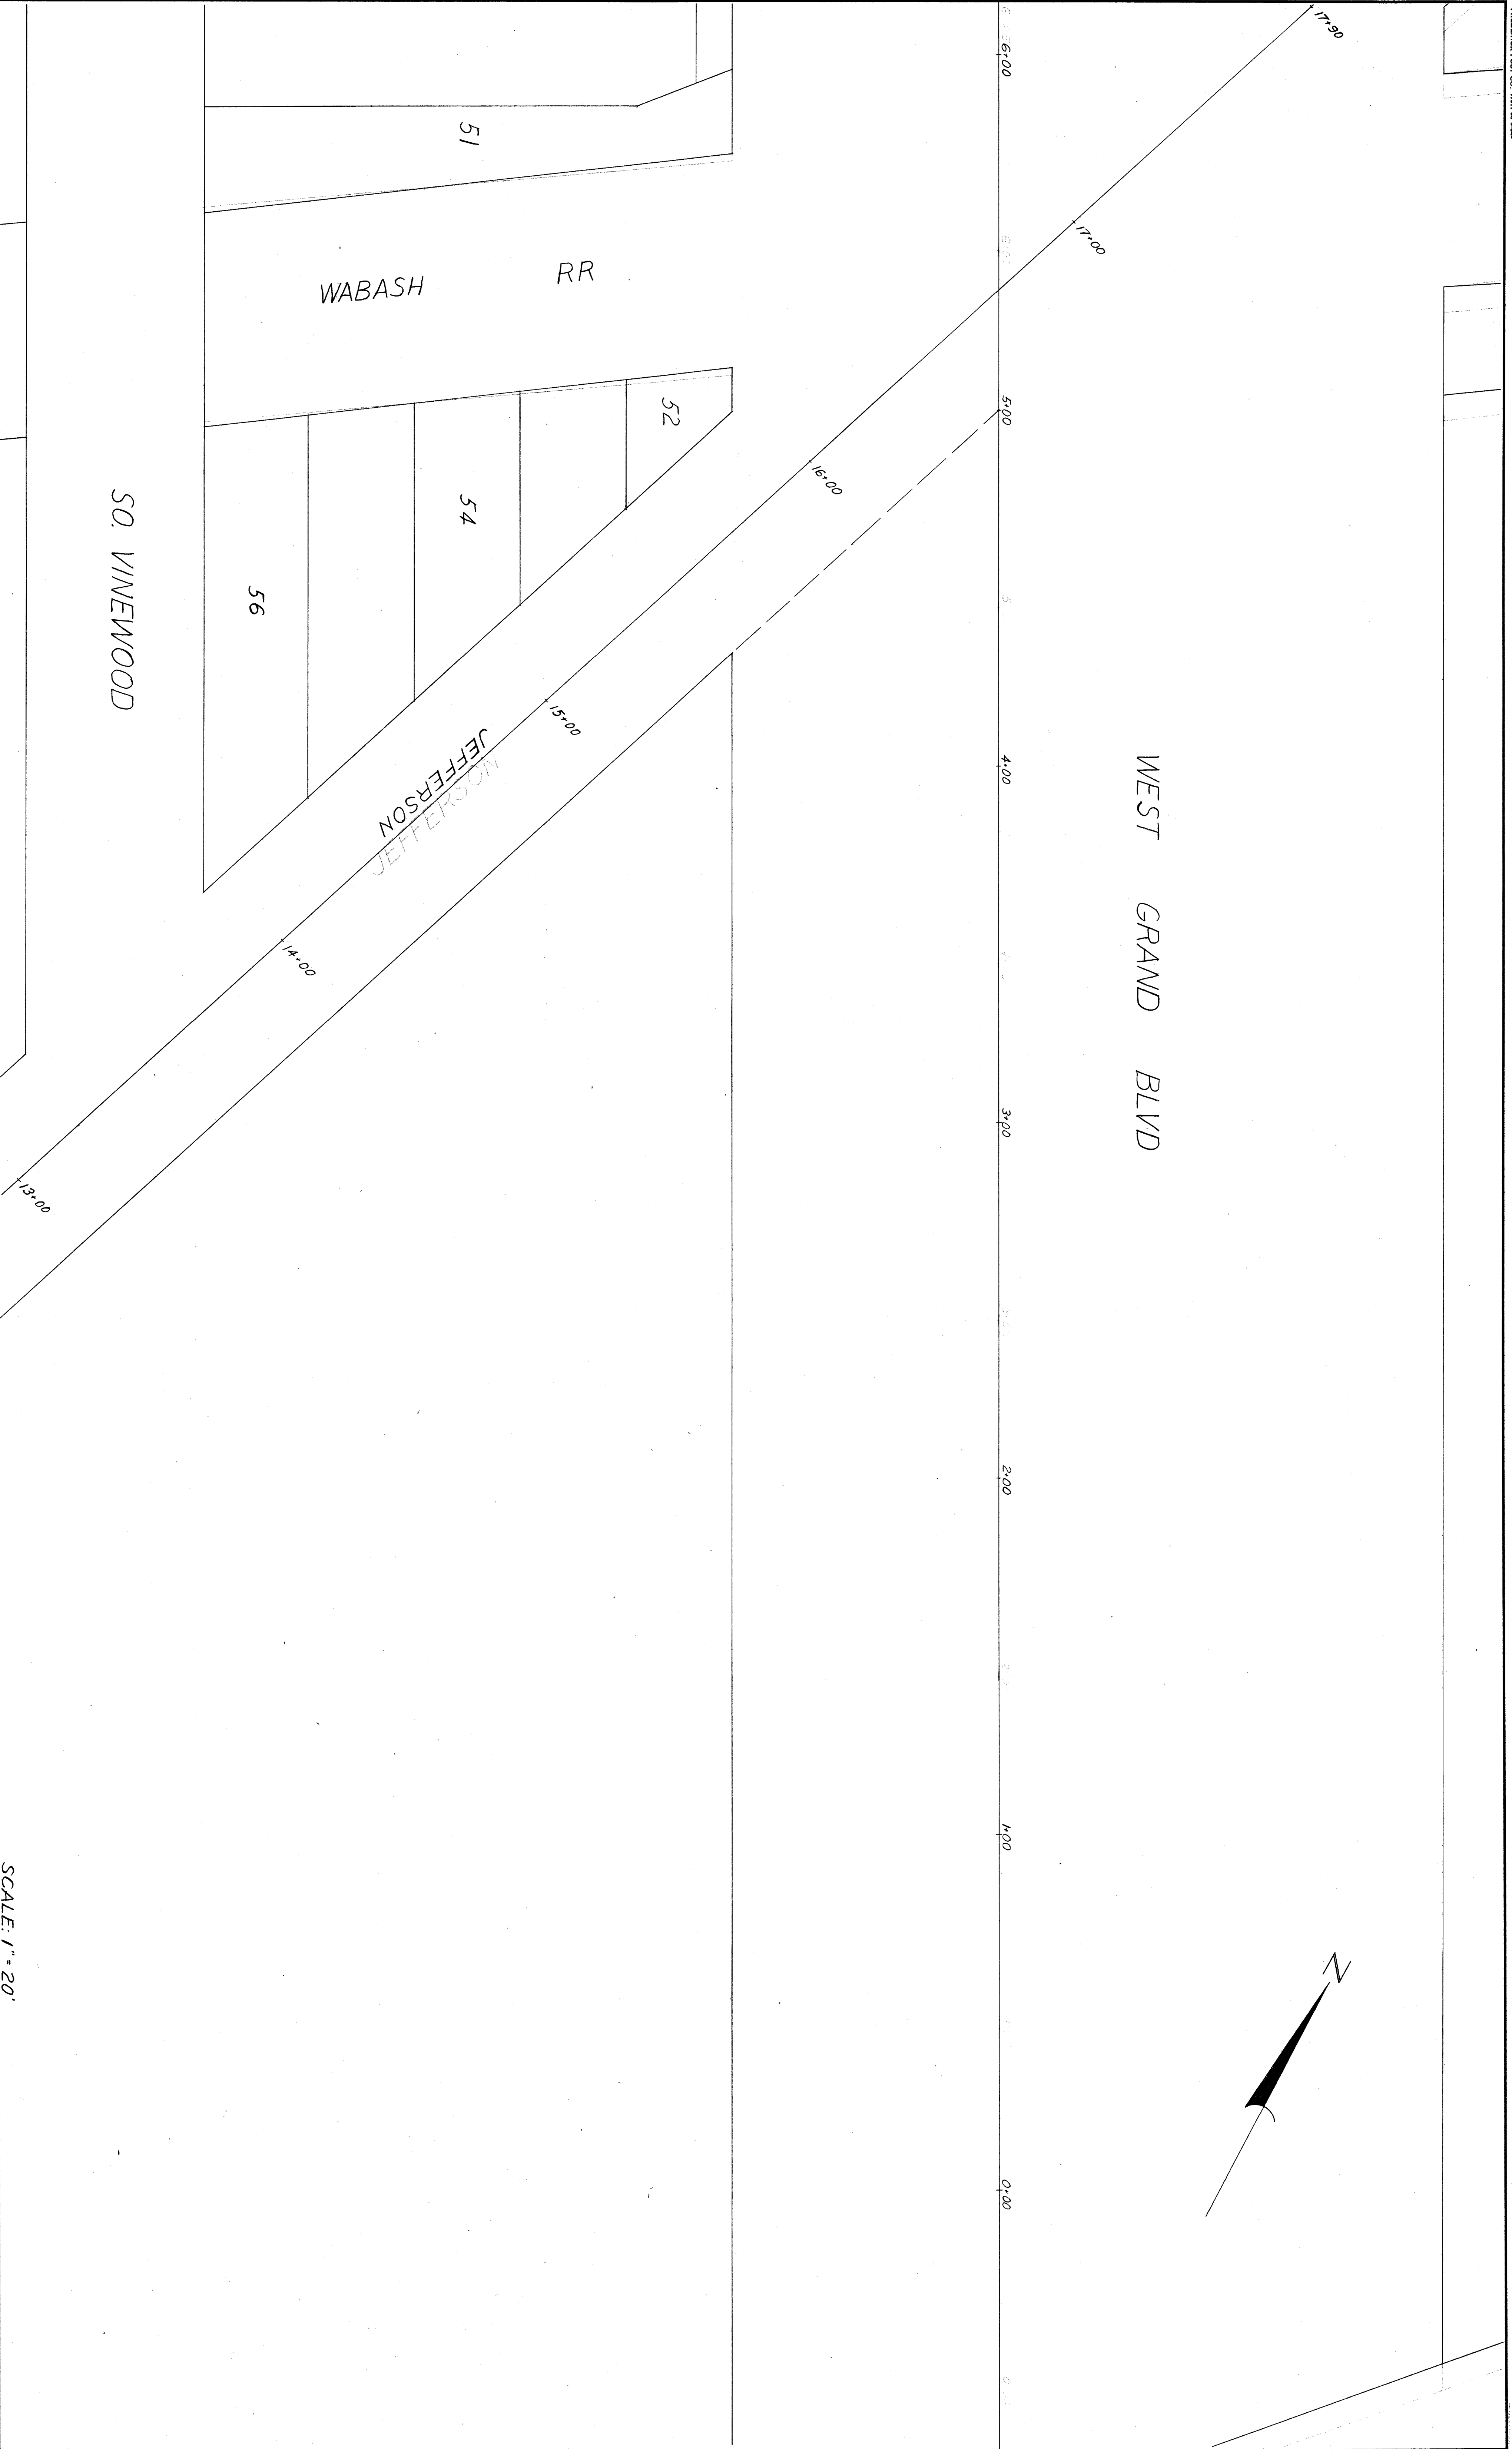 17+90
17+00
16+00
15+00
14+00
13+00
6+00
5+00
4+00
3+00
2+00
1+00
0+00
WEST GRAND BLVD
N
51
WABASH RR
52
54
56
JEFFERSON
JEFFERSON
SO. VINEWOOD
SCALE: 1" = 20'